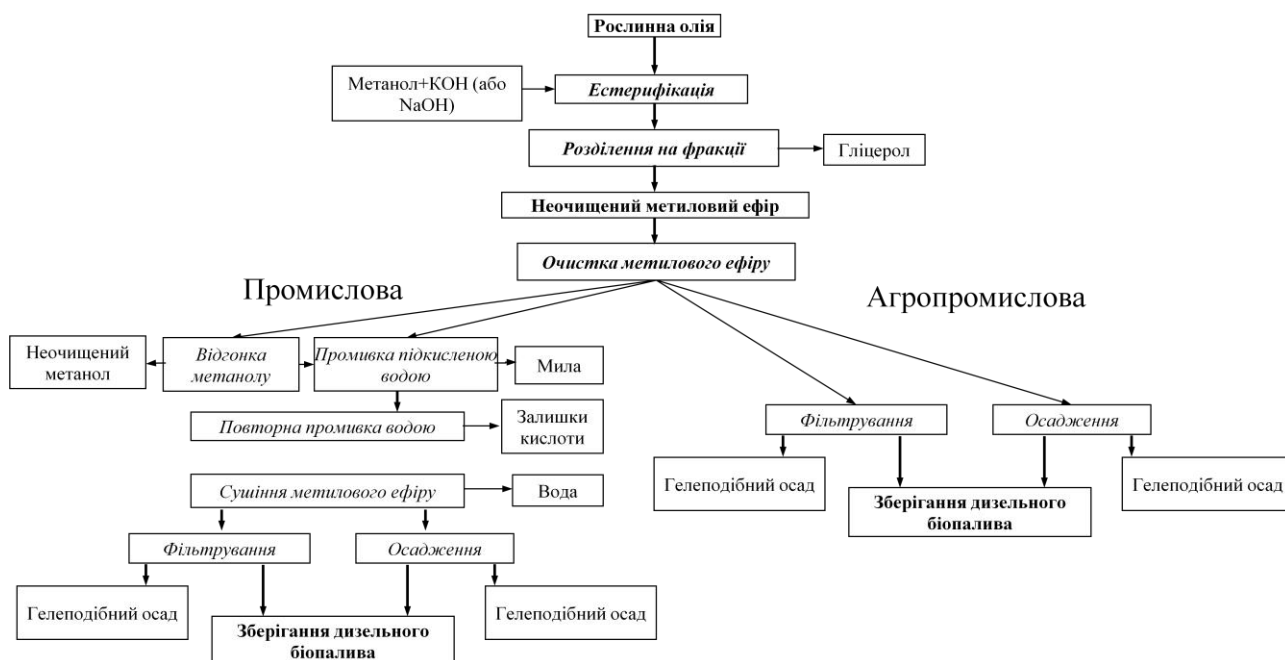 Рослинна олія
Метанол+КОН (або
NaOH)
Естерифікація
Розділення на фракції
Гліцерол
Неочищений метиловий ефір
Очистка метилового ефіру
Промислова
Агропромислова
Неочищений
метанол
Відгонка
метанолу
Промивка підкисленою
водою
Мила
Повторна промивка водою
Залишки
кислоти
Фільтрування
Осадження
Гелеподібний осад
Зберігання дизельного
біопалива
Гелеподібний осад
Сушіння метилового ефіру
Вода
Фільтрування
Осадження
Гелеподібний осад
Зберігання дизельного
біопалива
Гелеподібний осад